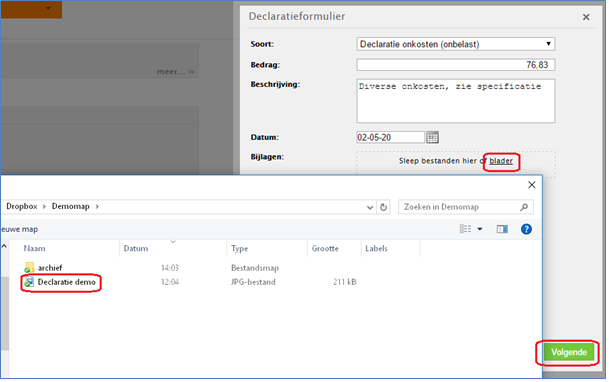 Declaratieformulier
Soort: Declaratie onkosten (onbelast)
Bedrag: 76,83
Beschrijving: Diverse onkosten, zie specificatie
Datum: 02-05-20
Bijlagen: Sleep bestanden hier of blader
meer... »
Dropbox > Demomap > Zoeken in Demomap
euwe map
Naam Datum Type Grootte Labels
archief 14:03 Bestandsmap
Declaratie demo 12:04 JPG-bestand 211 kB
Volgende